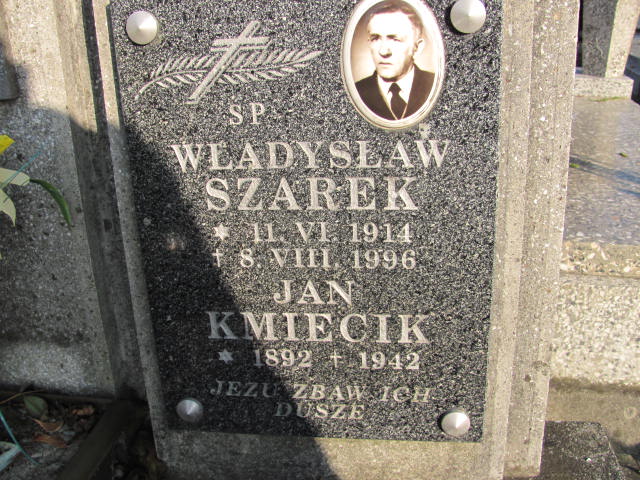 SP.
WŁADYSŁAW
SZAREK
* 11. VI. 1914
† 8. VIII. 1996
JAN
KMIECIK
* 1892 † 1942
JEZU ZBAW ICH
DUSZE